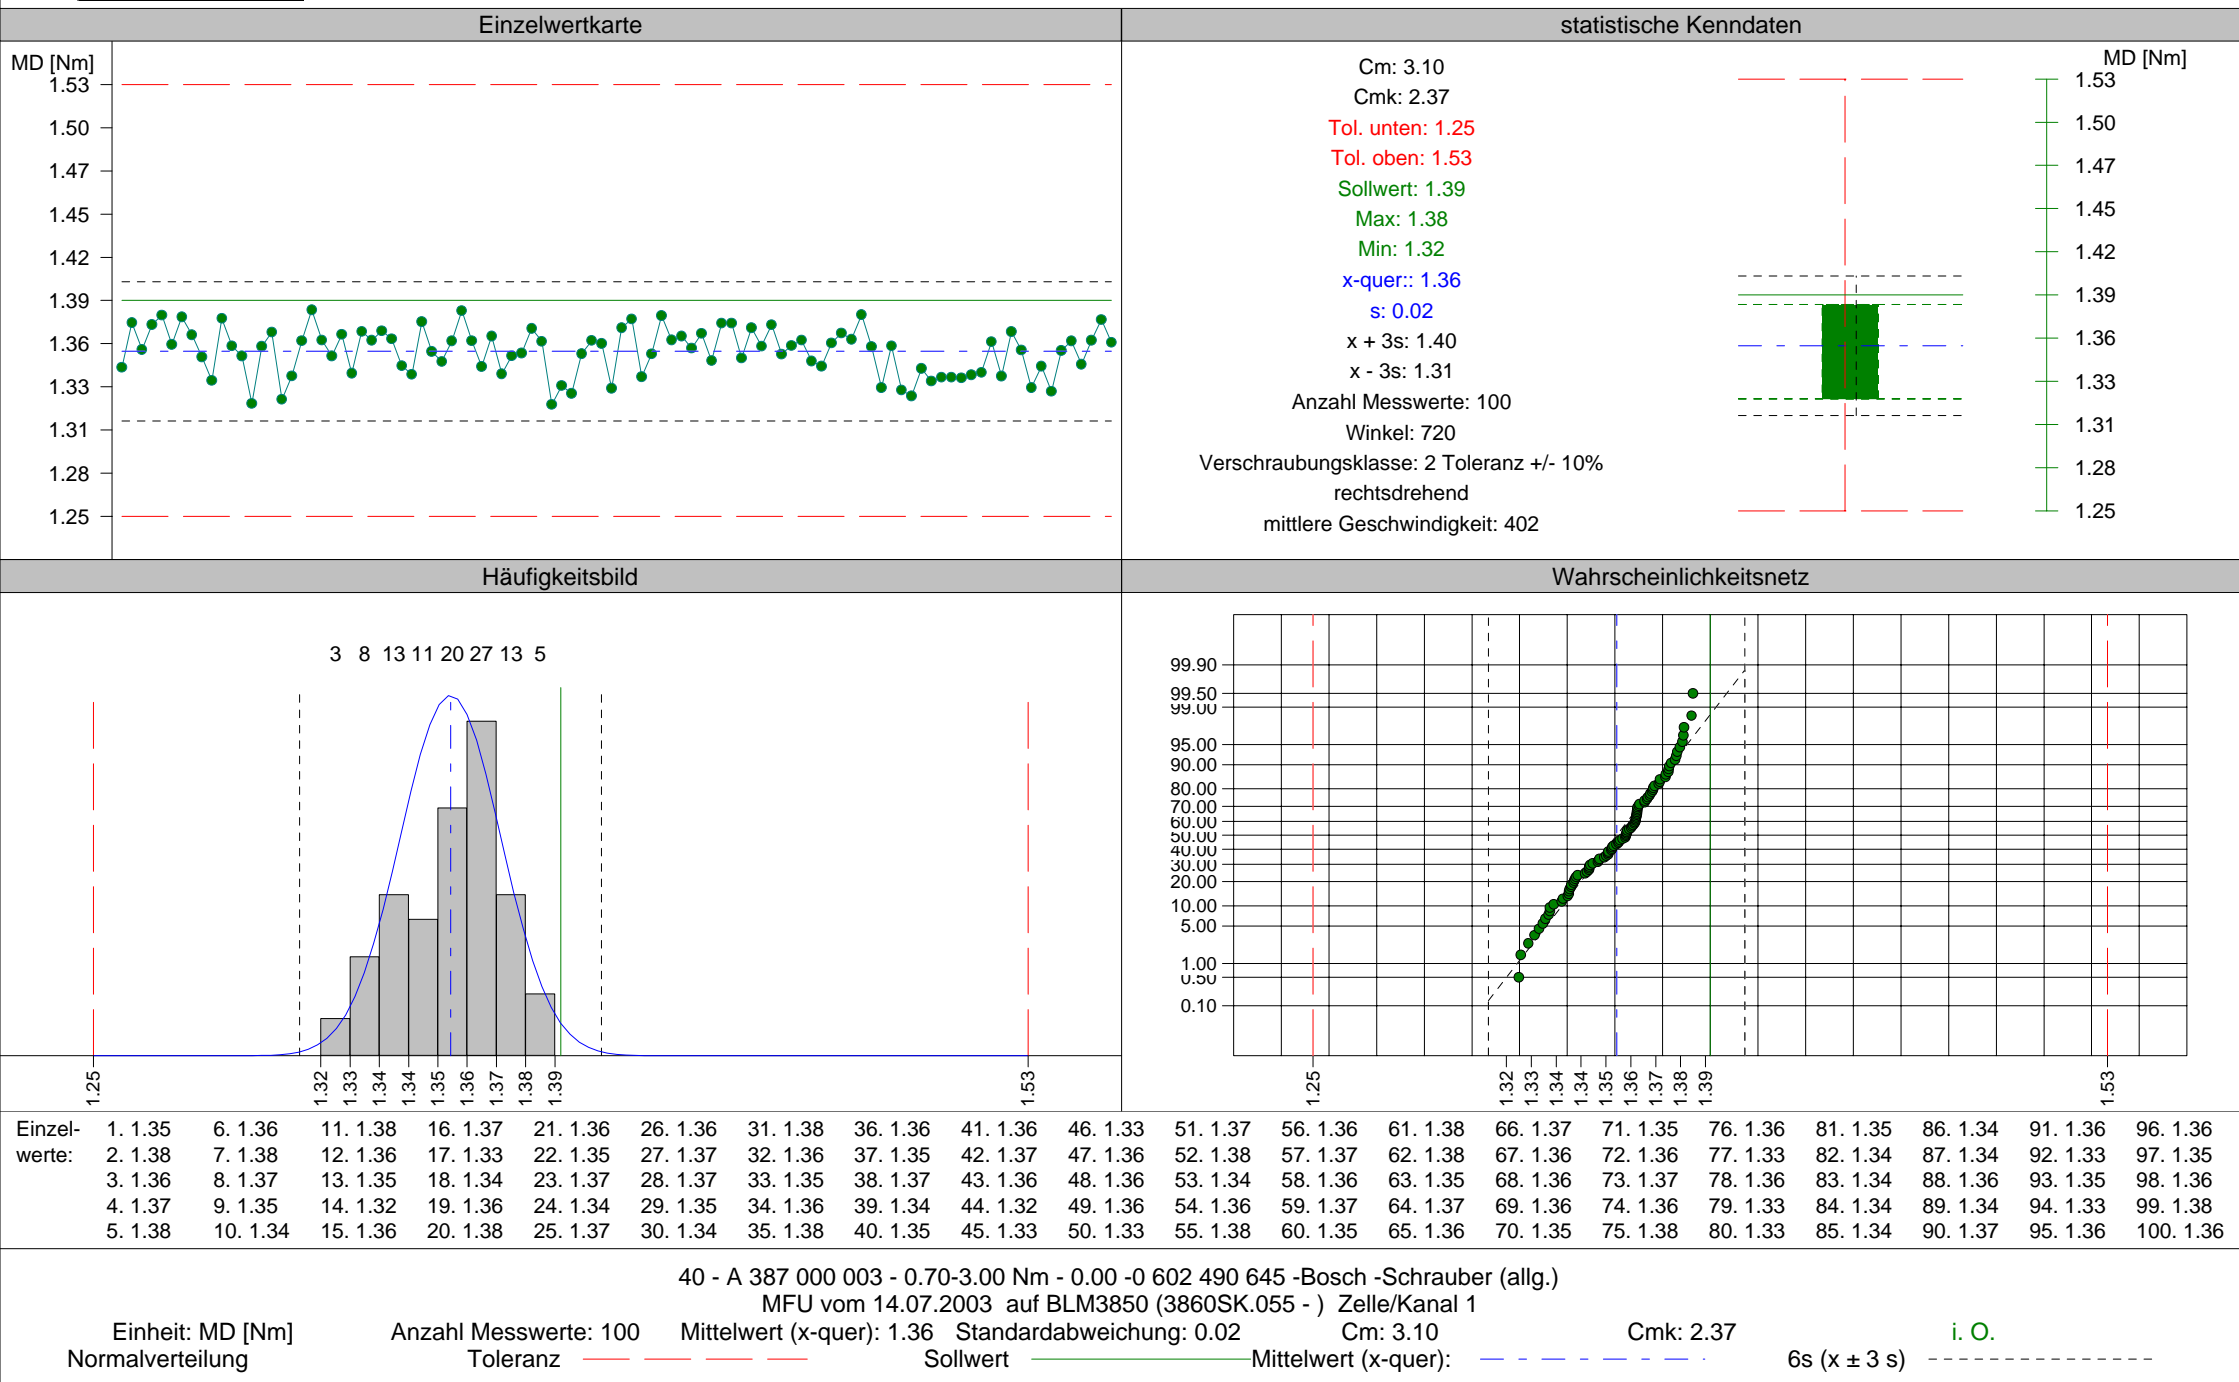 Einzelwertkarte
MD [Nm]
1.53
1.50
1.47
1.45
1.42
1.39
1.36
1.33
1.31
1.28
1.25
statistische Kenndaten
Cm: 3.10
Cmk: 2.37
Tol. unten: 1.25
Tol. oben: 1.53
Sollwert: 1.39
Max: 1.38
Min: 1.32
x-quer:: 1.36
s: 0.02
x + 3s: 1.40
x - 3s: 1.31
Anzahl Messwerte: 100
Winkel: 720
Verschraubungsklasse: 2 Toleranz +/- 10%
rechtsdrehend
mittlere Geschwindigkeit: 402
MD [Nm]
1.53
1.50
1.47
1.45
1.42
1.39
1.36
1.33
1.31
1.28
1.25
Häufigkeitsbild
3 8 13 11 20 27 13 5
1.25 1.32 1.33 1.34 1.34 1.35 1.36 1.37 1.38 1.39 1.53
Wahrscheinlichkeitsnetz
99.90
99.50
99.00
95.00
90.00
80.00
70.00
60.00
50.00
40.00
30.00
20.00
10.00
5.00
1.00
0.50
0.10
1.25 1.32 1.33 1.34 1.34 1.35 1.36 1.37 1.38 1.39 1.53
Einzel- 1. 1.35 6. 1.36 11. 1.38 16. 1.37 21. 1.36 26. 1.36 31. 1.38 36. 1.36 41. 1.36 46. 1.33 51. 1.37 56. 1.36 61. 1.38 66. 1.37 71. 1.35 76. 1.36 81. 1.35 86. 1.34 91. 1.36 96. 1.36
werte: 2. 1.38 7. 1.38 12. 1.36 17. 1.33 22. 1.35 27. 1.37 32. 1.36 37. 1.35 42. 1.37 47. 1.36 52. 1.38 57. 1.37 62. 1.38 67. 1.36 72. 1.36 77. 1.33 82. 1.34 87. 1.34 92. 1.33 97. 1.35
3. 1.36 8. 1.37 13. 1.35 18. 1.34 23. 1.37 28. 1.37 33. 1.35 38. 1.37 43. 1.36 48. 1.36 53. 1.34 58. 1.36 63. 1.35 68. 1.36 73. 1.37 78. 1.36 83. 1.34 88. 1.36 93. 1.35 98. 1.36
4. 1.37 9. 1.35 14. 1.32 19. 1.36 24. 1.34 29. 1.35 34. 1.36 39. 1.34 44. 1.32 49. 1.36 54. 1.36 59. 1.37 64. 1.37 69. 1.36 74. 1.36 79. 1.33 84. 1.34 89. 1.34 94. 1.33 99. 1.38
5. 1.38 10. 1.34 15. 1.36 20. 1.38 25. 1.37 30. 1.34 35. 1.38 40. 1.35 45. 1.33 50. 1.33 55. 1.38 60. 1.35 65. 1.36 70. 1.35 75. 1.38 80. 1.33 85. 1.34 90. 1.37 95. 1.36 100. 1.36
40 - A 387 000 003 - 0.70-3.00 Nm - 0.00 -0 602 490 645 -Bosch -Schrauber (allg.)
MFU vom 14.07.2003 auf BLM3850 (3860SK.055 - ) Zelle/Kanal 1
Einheit: MD [Nm] Anzahl Messwerte: 100 Mittelwert (x-quer): 1.36 Standardabweichung: 0.02 Cm: 3.10 Cmk: 2.37 i. O.
Normalverteilung Toleranz Sollwert Mittelwert (x-quer): 6s (x ± 3 s)